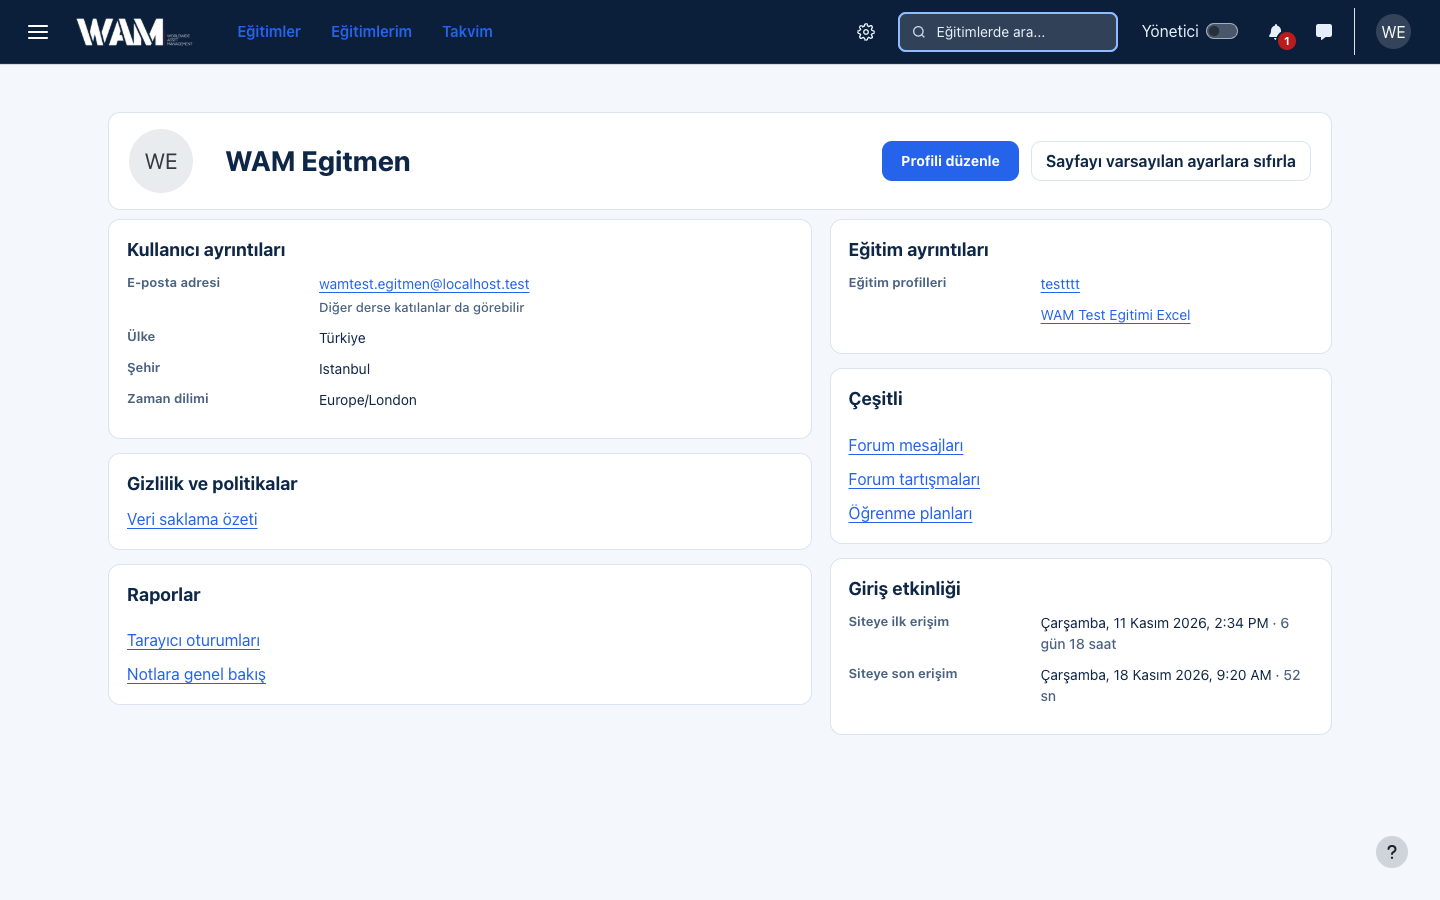 WAM WORLDWIDE ASSET MANAGEMENT
Eğitimler
Eğitimlerim
Takvim
Eğitimlerde ara...
Yönetici
1
WE
WE
WAM Egitmen
Profili düzenle
Sayfayı varsayılan ayarlara sıfırla
Kullanıcı ayrıntıları
E-posta adresi
wamtest.egitmen@localhost.test
Diğer derse katılanlar da görebilir
Ülke
Türkiye
Şehir
Istanbul
Zaman dilimi
Europe/London
Gizlilik ve politikalar
Veri saklama özeti
Raporlar
Tarayıcı oturumları
Notlara genel bakış
Eğitim ayrıntıları
Eğitim profilleri
testttt
WAM Test Egitimi Excel
Çeşitli
Forum mesajları
Forum tartışmaları
Öğrenme planları
Giriş etkinliği
Siteye ilk erişim
Çarşamba, 11 Kasım 2026, 2:34 PM · 6
gün 18 saat
Siteye son erişim
Çarşamba, 18 Kasım 2026, 9:20 AM · 52
sn
?